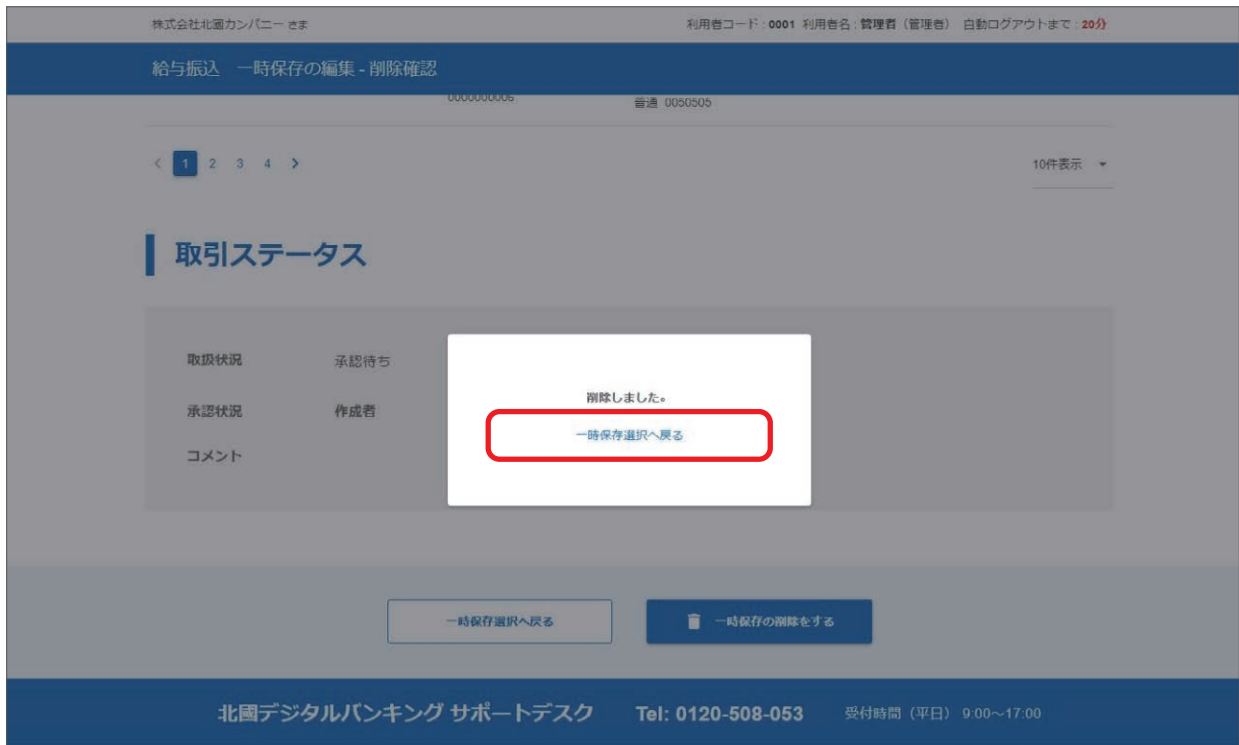 株式会社北國カンパニー さま 利用者コード : 0001 利用者名 : 管理者（管理者） 自動ログアウトまで : 20分
給与振込 一時保存の編集 - 削除確認
0000000006 普通 0050505
< 1 2 3 4 > 10件表示
取引ステータス
取扱状況 承認待ち
承認状況 作成者
コメント
削除しました。
一時保存選択へ戻る
一時保存選択へ戻る 一時保存の削除をする
北國デジタルバンキング サポートデスク Tel: 0120-508-053 受付時間（平日） 9:00～17:00